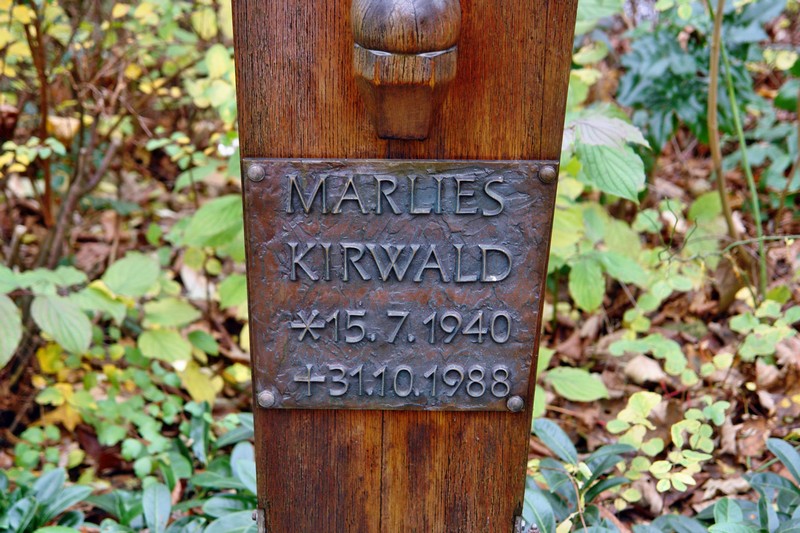 MARLIES
KIRWALD
*15.7.1940
+31.10.1988